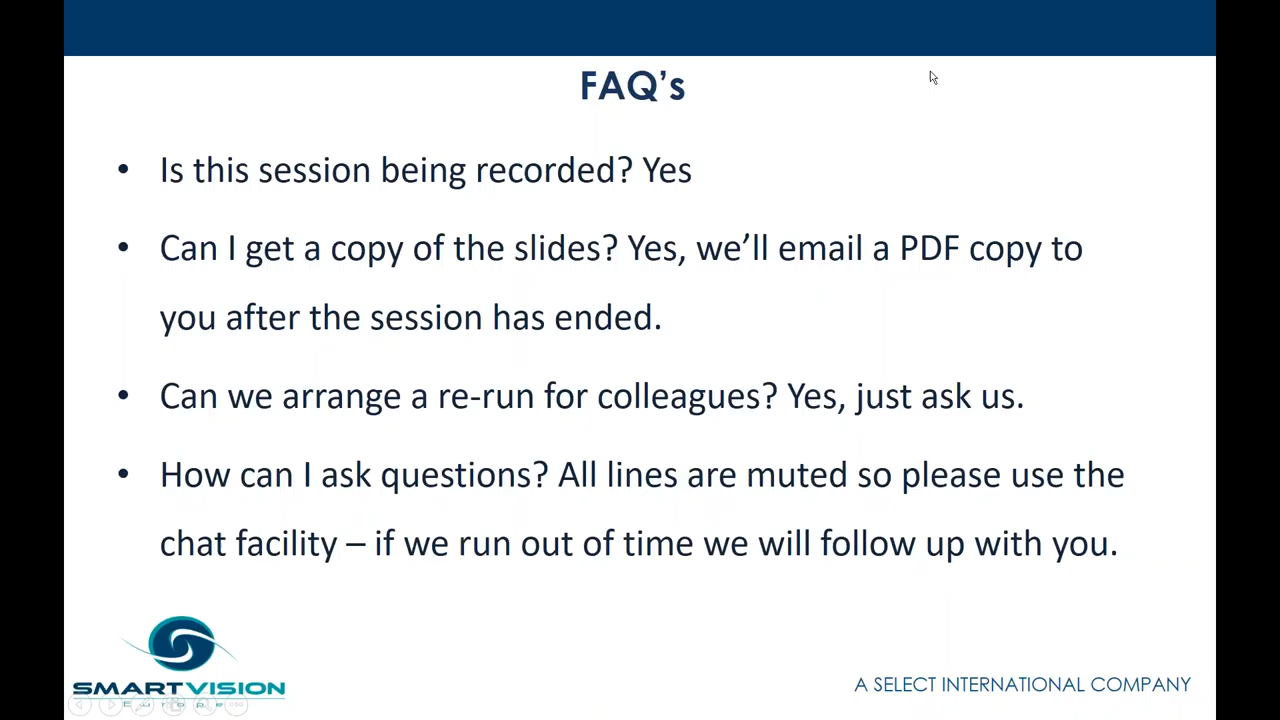 FAQ's
• Is this session being recorded? Yes
• Can I get a copy of the slides? Yes, we'll email a PDF copy to
you after the session has ended.
• Can we arrange a re-run for colleagues? Yes, just ask us.
• How can I ask questions? All lines are muted so please use the
chat facility – if we run out of time we will follow up with you.
SMARTVISION
Europe
A SELECT INTERNATIONAL COMPANY